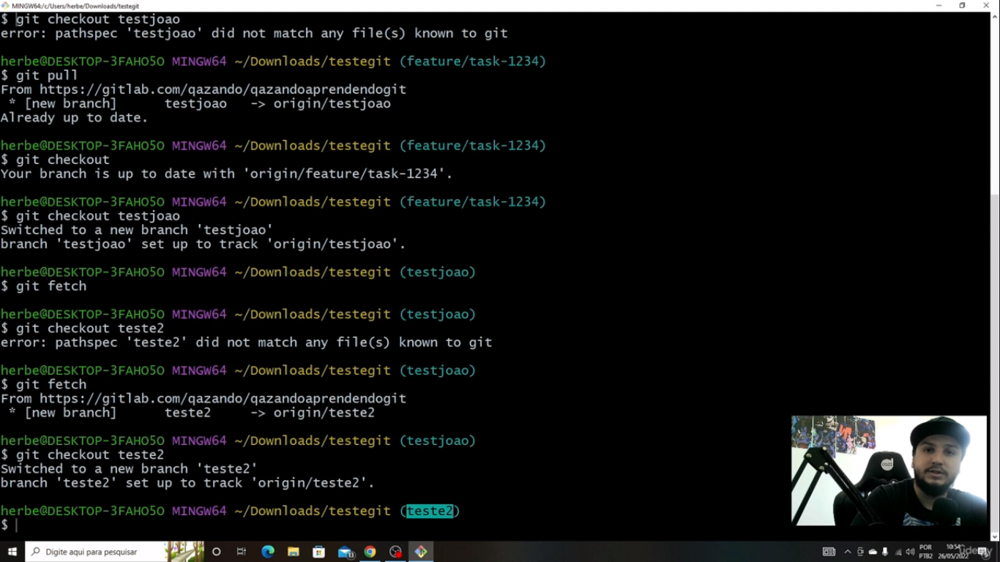 MINGW64:/c/Users/herbe/Downloads/testegit
$ git checkout testjoao
error: pathspec 'testjoao' did not match any file(s) known to git
herbe@DESKTOP-3FAHO5O MINGW64 ~/Downloads/testegit (feature/task-1234)
$ git pull
From https://gitlab.com/qazando/qazandoaprendendogit
* [new branch] testjoao -> origin/testjoao
Already up to date.
herbe@DESKTOP-3FAHO5O MINGW64 ~/Downloads/testegit (feature/task-1234)
$ git checkout
Your branch is up to date with 'origin/feature/task-1234'.
herbe@DESKTOP-3FAHO5O MINGW64 ~/Downloads/testegit (feature/task-1234)
$ git checkout testjoao
Switched to a new branch 'testjoao'
branch 'testjoao' set up to track 'origin/testjoao'.
herbe@DESKTOP-3FAHO5O MINGW64 ~/Downloads/testegit (testjoao)
$ git fetch
herbe@DESKTOP-3FAHO5O MINGW64 ~/Downloads/testegit (testjoao)
$ git checkout teste2
error: pathspec 'teste2' did not match any file(s) known to git
herbe@DESKTOP-3FAHO5O MINGW64 ~/Downloads/testegit (testjoao)
$ git fetch
From https://gitlab.com/qazando/qazandoaprendendogit
* [new branch] teste2 -> origin/teste2
herbe@DESKTOP-3FAHO5O MINGW64 ~/Downloads/testegit (testjoao)
$ git checkout teste2
Switched to a new branch 'teste2'
branch 'teste2' set up to track 'origin/teste2'.
herbe@DESKTOP-3FAHO5O MINGW64 ~/Downloads/testegit (teste2)
$
Digite aqui para pesquisar
13
POR
PTB2
10:54
26/05/2022
udemy